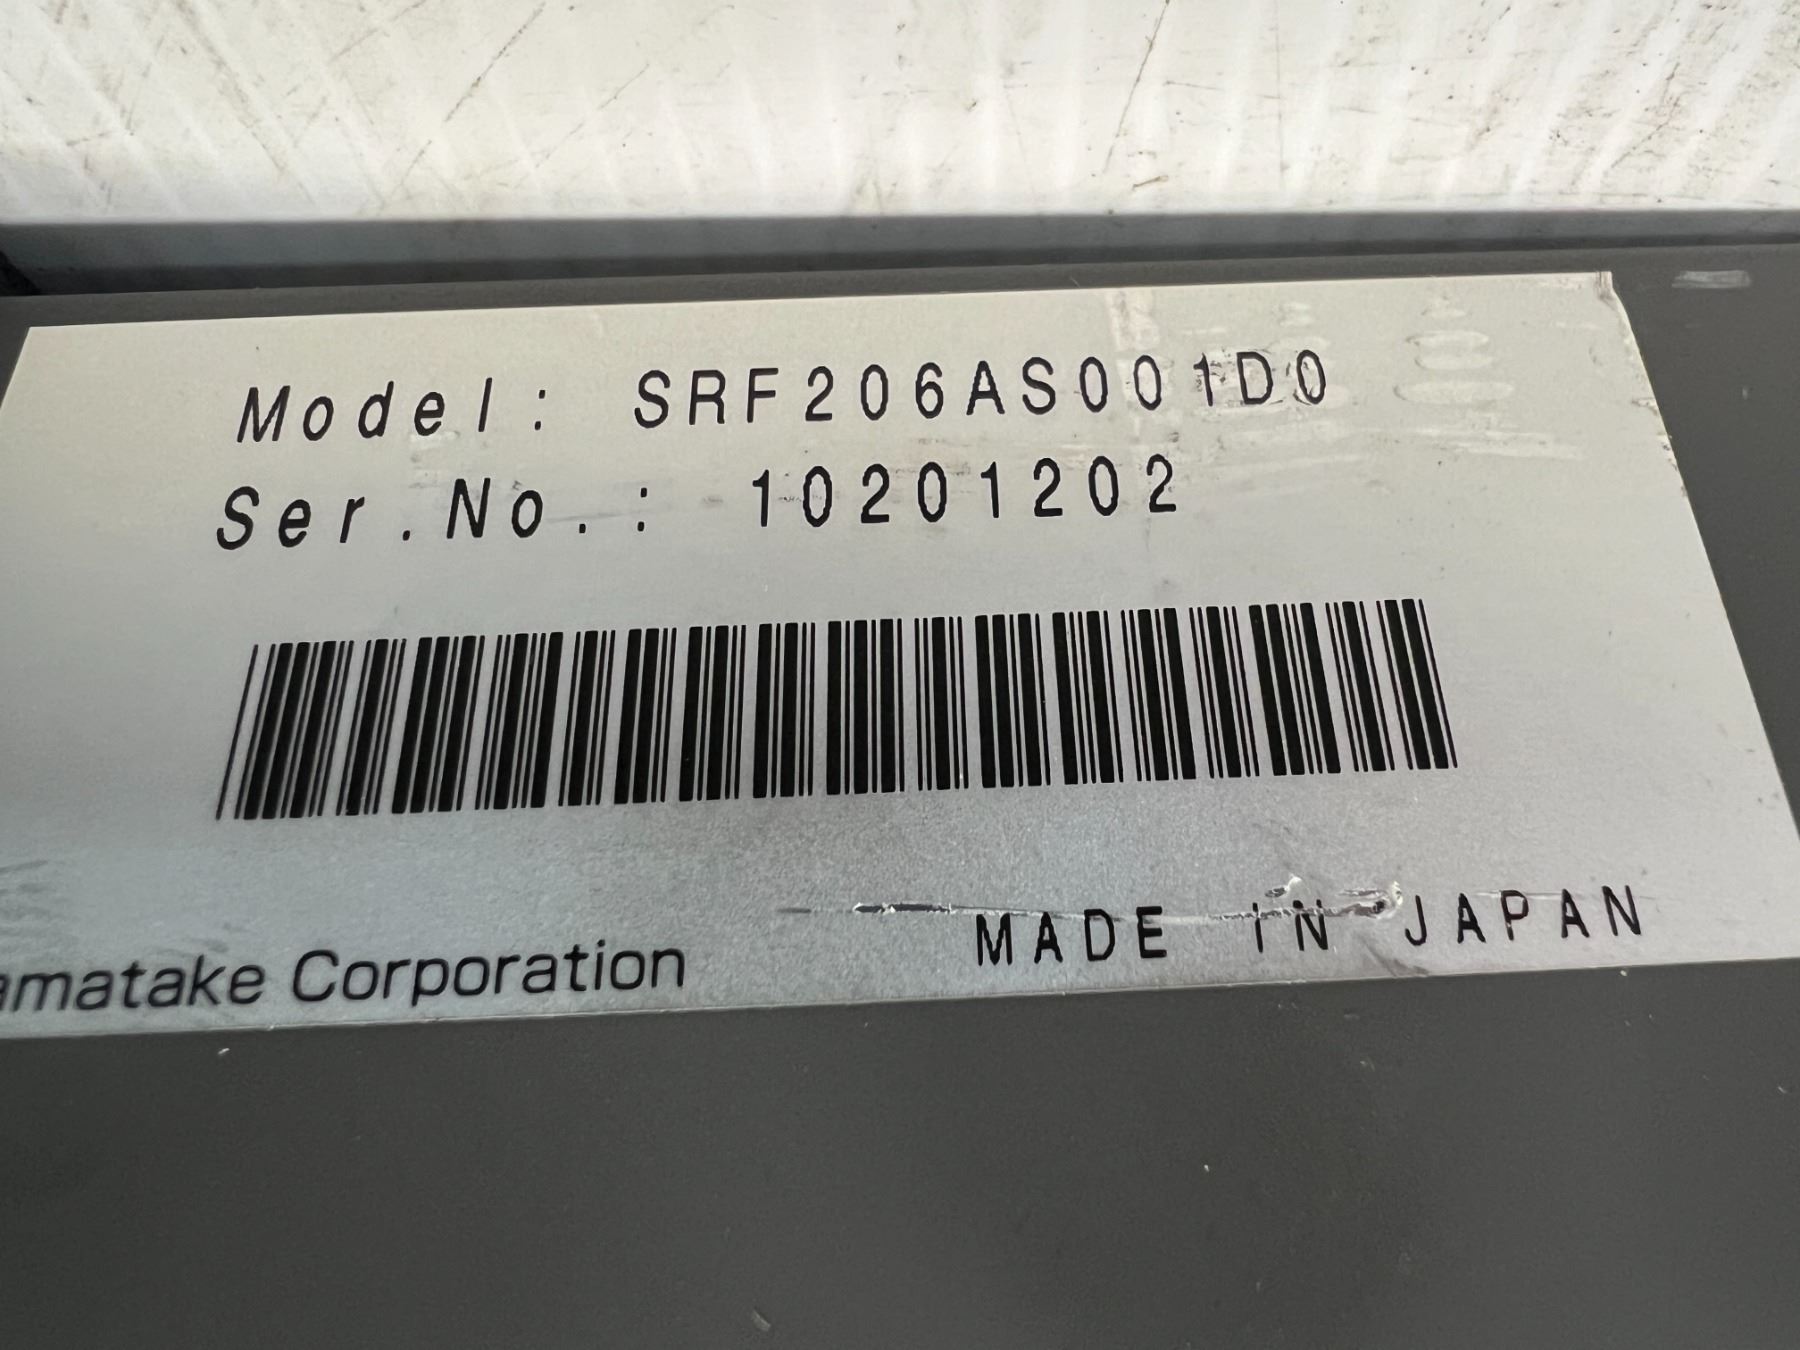 Model: SRF206AS001D0
Ser.No.: 10201202
amatake Corporation
MADE IN JAPAN